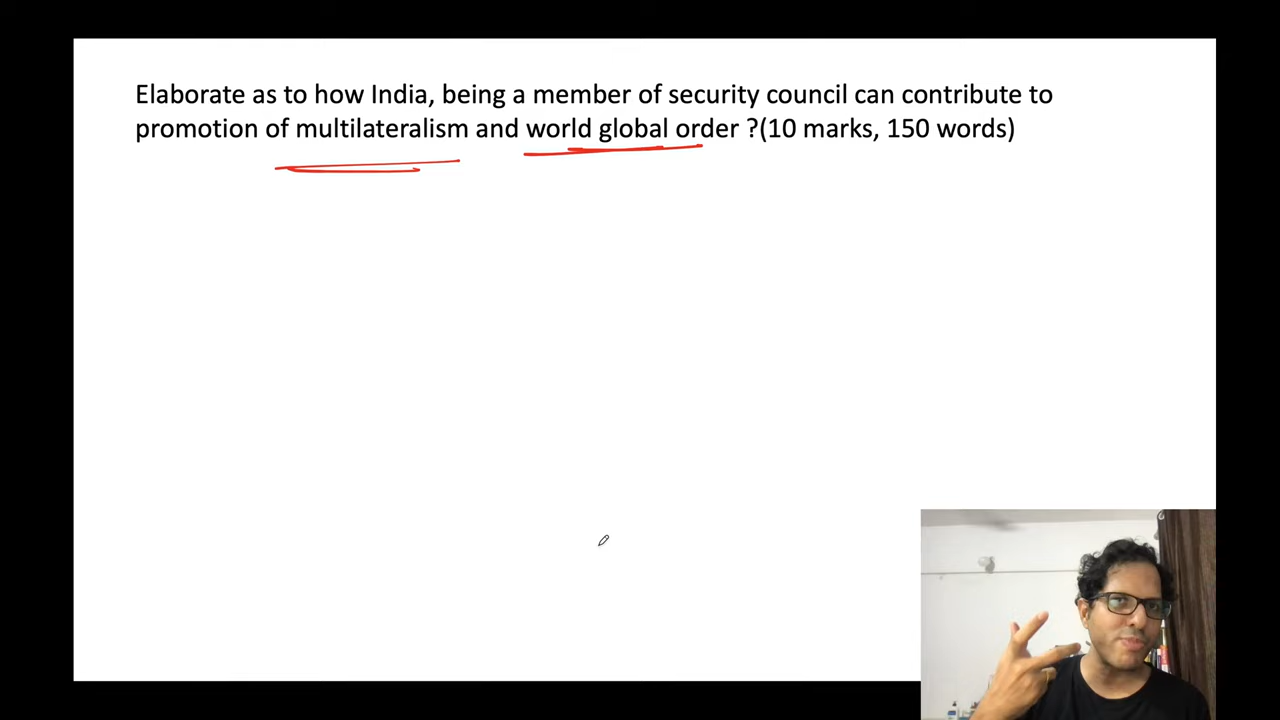 Elaborate as to how India, being a member of security council can contribute to
promotion of multilateralism and world global order ?(10 marks, 150 words)